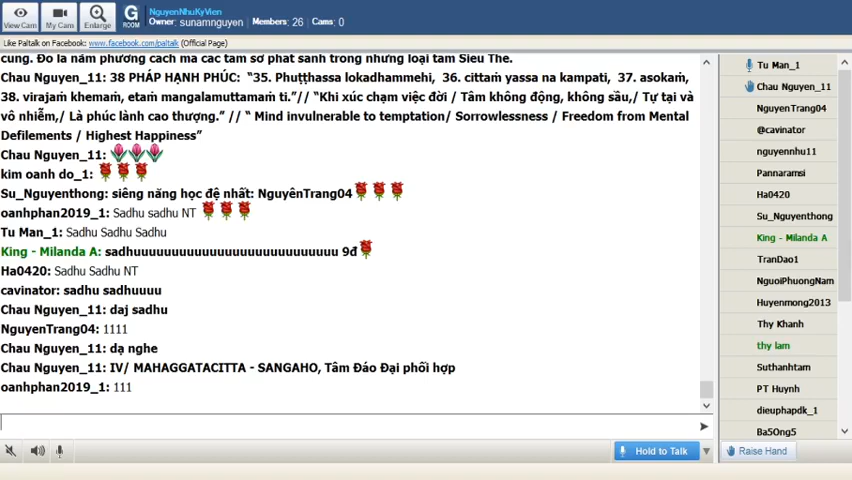 View Cam
My Cam
Enlarge
G
ROOM
NguyenNhuKyVien
Owner: sunamnguyen Members: 26 Cams: 0
Like Paltalk on Facebook: www.facebook.com/paltalk (Official Page)
cùng. Đó là năm phương cách mà các tâm sở phát sanh trong những loại tâm Siêu Thế.
Chau Nguyen_11: 38 PHÁP HẠNH PHÚC: “35. Phuṭṭhassa lokadhammehi, 36. cittaṃ yassa na kampati, 37. asokaṃ,
38. virajaṃ khemaṃ, etaṃ mangalamuttamaṃ ti.”// “Khi xúc chạm việc đời / Tâm không động, không sầu,/ Tự tại và
vô nhiễm,/ Là phúc lành cao thượng.” // “ Mind invulnerable to temptation/ Sorrowlessness / Freedom from Mental
Defilements / Highest Happiness”
Chau Nguyen_11:
kim oanh do_1:
Su_Nguyenthong: siêng năng học đệ nhất: NguyênTrang04
oanhphan2019_1: Sadhu sadhu NT
Tu Man_1: Sadhu Sadhu Sadhu
King - Milanda A: sadhuuuuuuuuuuuuuuuuuuuuuuuuuuu 9đ
Ha0420: Sadhu Sadhu NT
cavinator: sadhu sadhuuuu
Chau Nguyen_11: daj sadhu
NguyenTrang04: 1111
Chau Nguyen_11: dạ nghe
Chau Nguyen_11: IV/ MAHAGGATACITTA - SANGAHO, Tâm Đáo Đại phối hợp
oanhphan2019_1: 111
Hold to Talk
Tu Man_1
Chau Nguyen_11
NguyenTrang04
@cavinator
nguyennhu11
Pannaramsi
Ha0420
Su_Nguyenthong
King - Milanda A
TranDao1
NguoiPhuongNam
Huyenmong2013
Thy Khanh
thy lam
Suthanhtam
PT Huynh
dieuphapdk_1
Ba5Ong5
Raise Hand